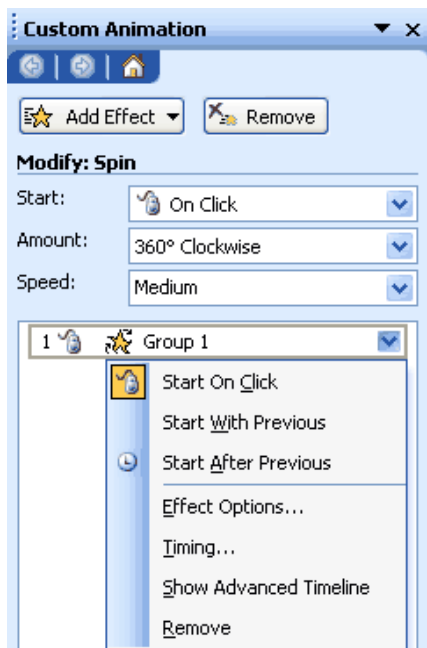 Custom Animation
Add Effect Remove
Modify: Spin
Start: On Click
Amount: 360° Clockwise
Speed: Medium
1 Group 1
Start On Click
Start With Previous
Start After Previous
Effect Options...
Timing...
Show Advanced Timeline
Remove